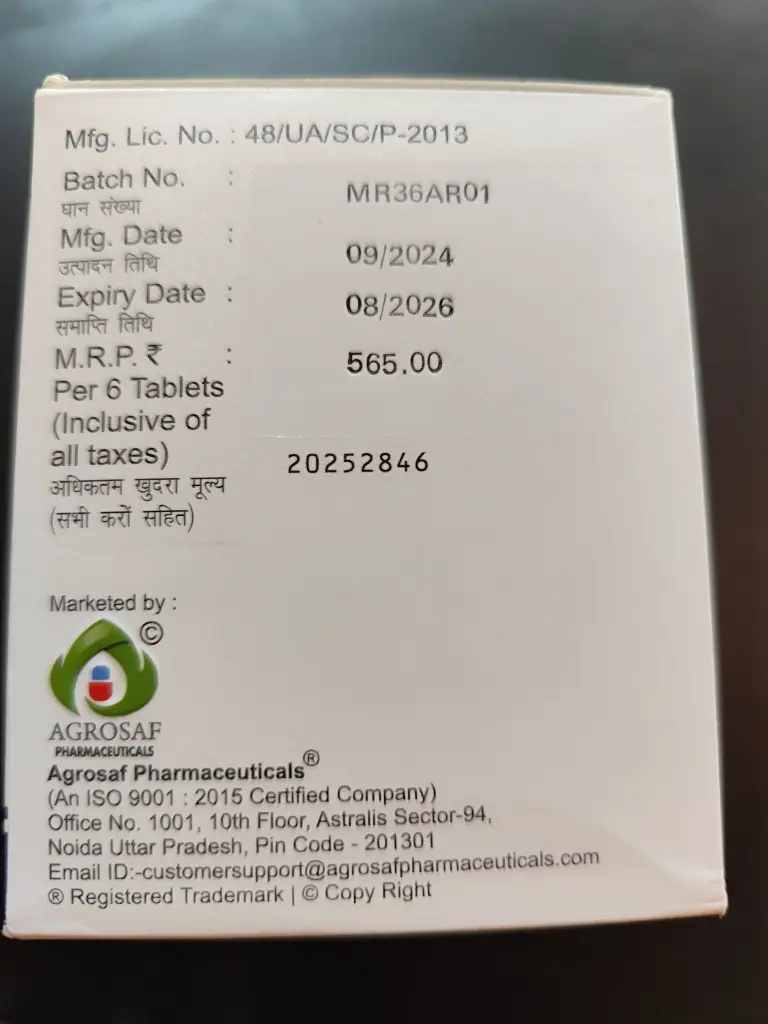 Mfg. Lic. No. : 48/UA/SC/P-2013
Batch No. : MR36AR01
घान संख्या
Mfg. Date : 09/2024
उत्पादन तिथि
Expiry Date : 08/2026
समाप्ति तिथि
M.R.P. ₹ : 565.00
Per 6 Tablets
(Inclusive of
all taxes) 20252846
अधिकतम खुदरा मूल्य
(सभी करों सहित)
Marketed by :
©
AGROSAF
PHARMACEUTICALS
Agrosaf Pharmaceuticals®
(An ISO 9001 : 2015 Certified Company)
Office No. 1001, 10th Floor, Astralis Sector-94,
Noida Uttar Pradesh, Pin Code - 201301
Email ID:-customersupport@agrosafpharmaceuticals.com
® Registered Trademark | © Copy Right